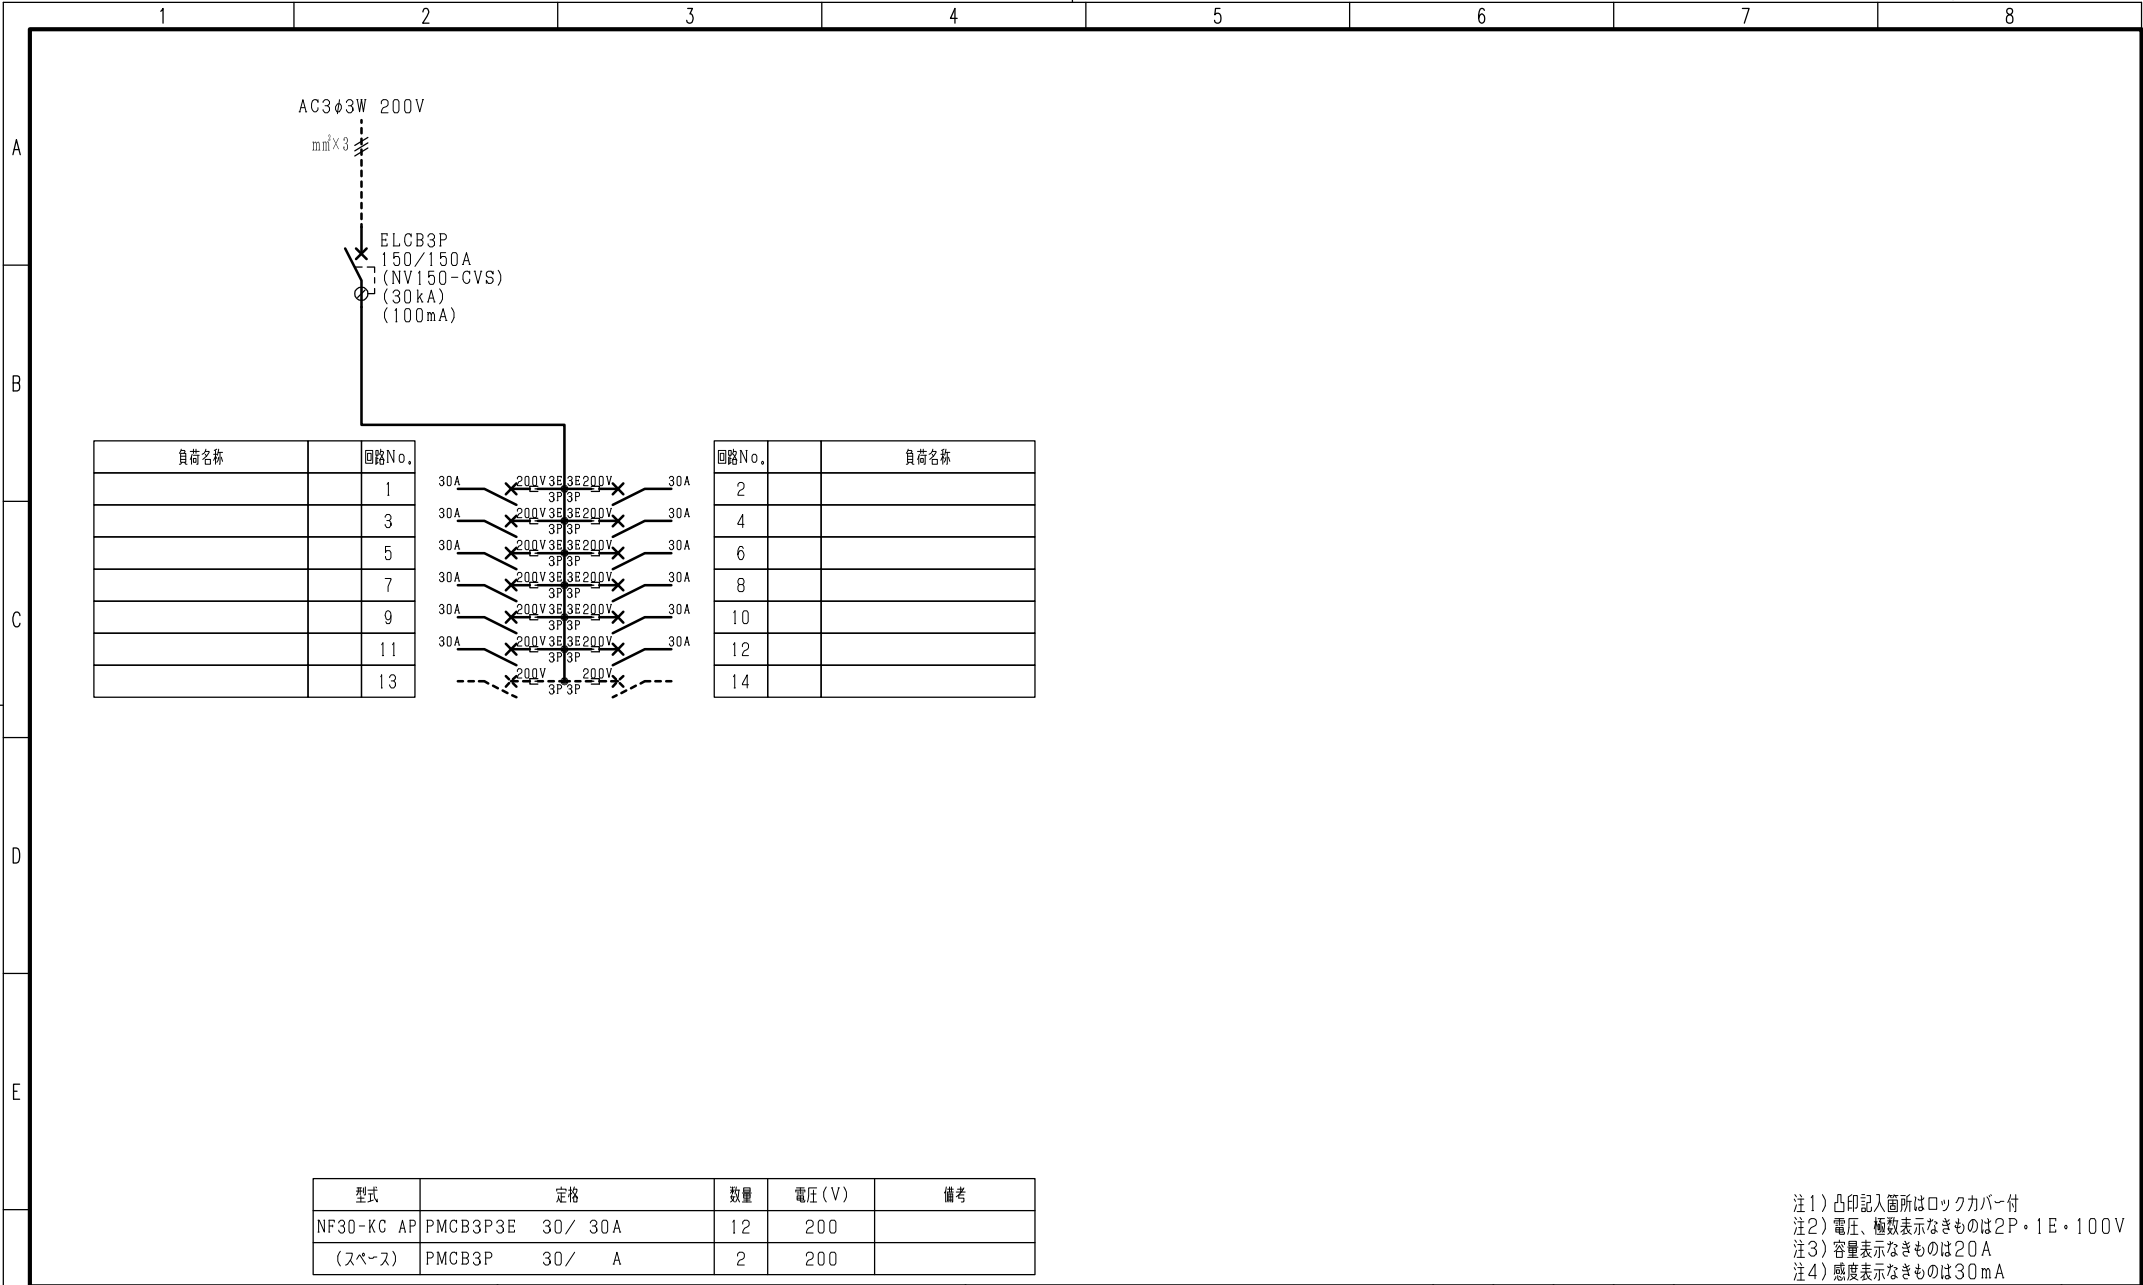 1 2 3 4 5 6 7 8
A
B
C
D
E
AC3φ3W 200V
mm²×3
ELCB3P
150/150A
(NV150-CVS)
(30kA)
(100mA)
負荷名称 回路No. 回路No. 負荷名称
1 30A 200V 3E 3E 200V 30A 2
3P 3P
3 30A 200V 3E 3E 200V 30A 4
3P 3P
5 30A 200V 3E 3E 200V 30A 6
3P 3P
7 30A 200V 3E 3E 200V 30A 8
3P 3P
9 30A 200V 3E 3E 200V 30A 10
3P 3P
11 30A 200V 3E 3E 200V 30A 12
3P 3P
13 200V 200V 14
3P 3P
型式 定格 数量 電圧(V) 備考
NF30-KC AP PMCB3P3E 30/ 30A 12 200
(スペース) PMCB3P 30/ A 2 200
注1)凸印記入箇所はロックカバー付
注2)電圧、極数表示なきものは2P・1E・100V
注3)容量表示なきものは20A
注4)感度表示なきものは30mA